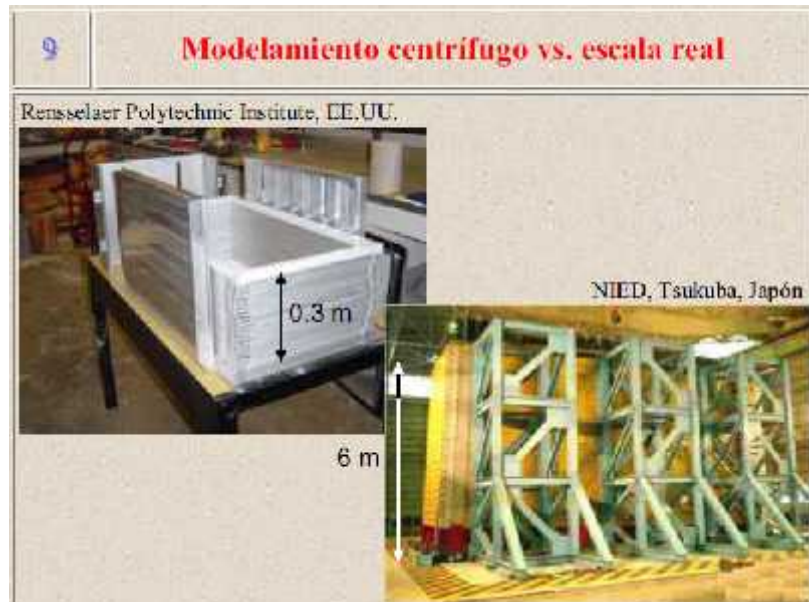 9
Modelamiento centrífugo vs. escala real
Rensselaer Polytechnic Institute, EE.UU.
0.3 m
NIED, Tsukuba, Japón
6 m